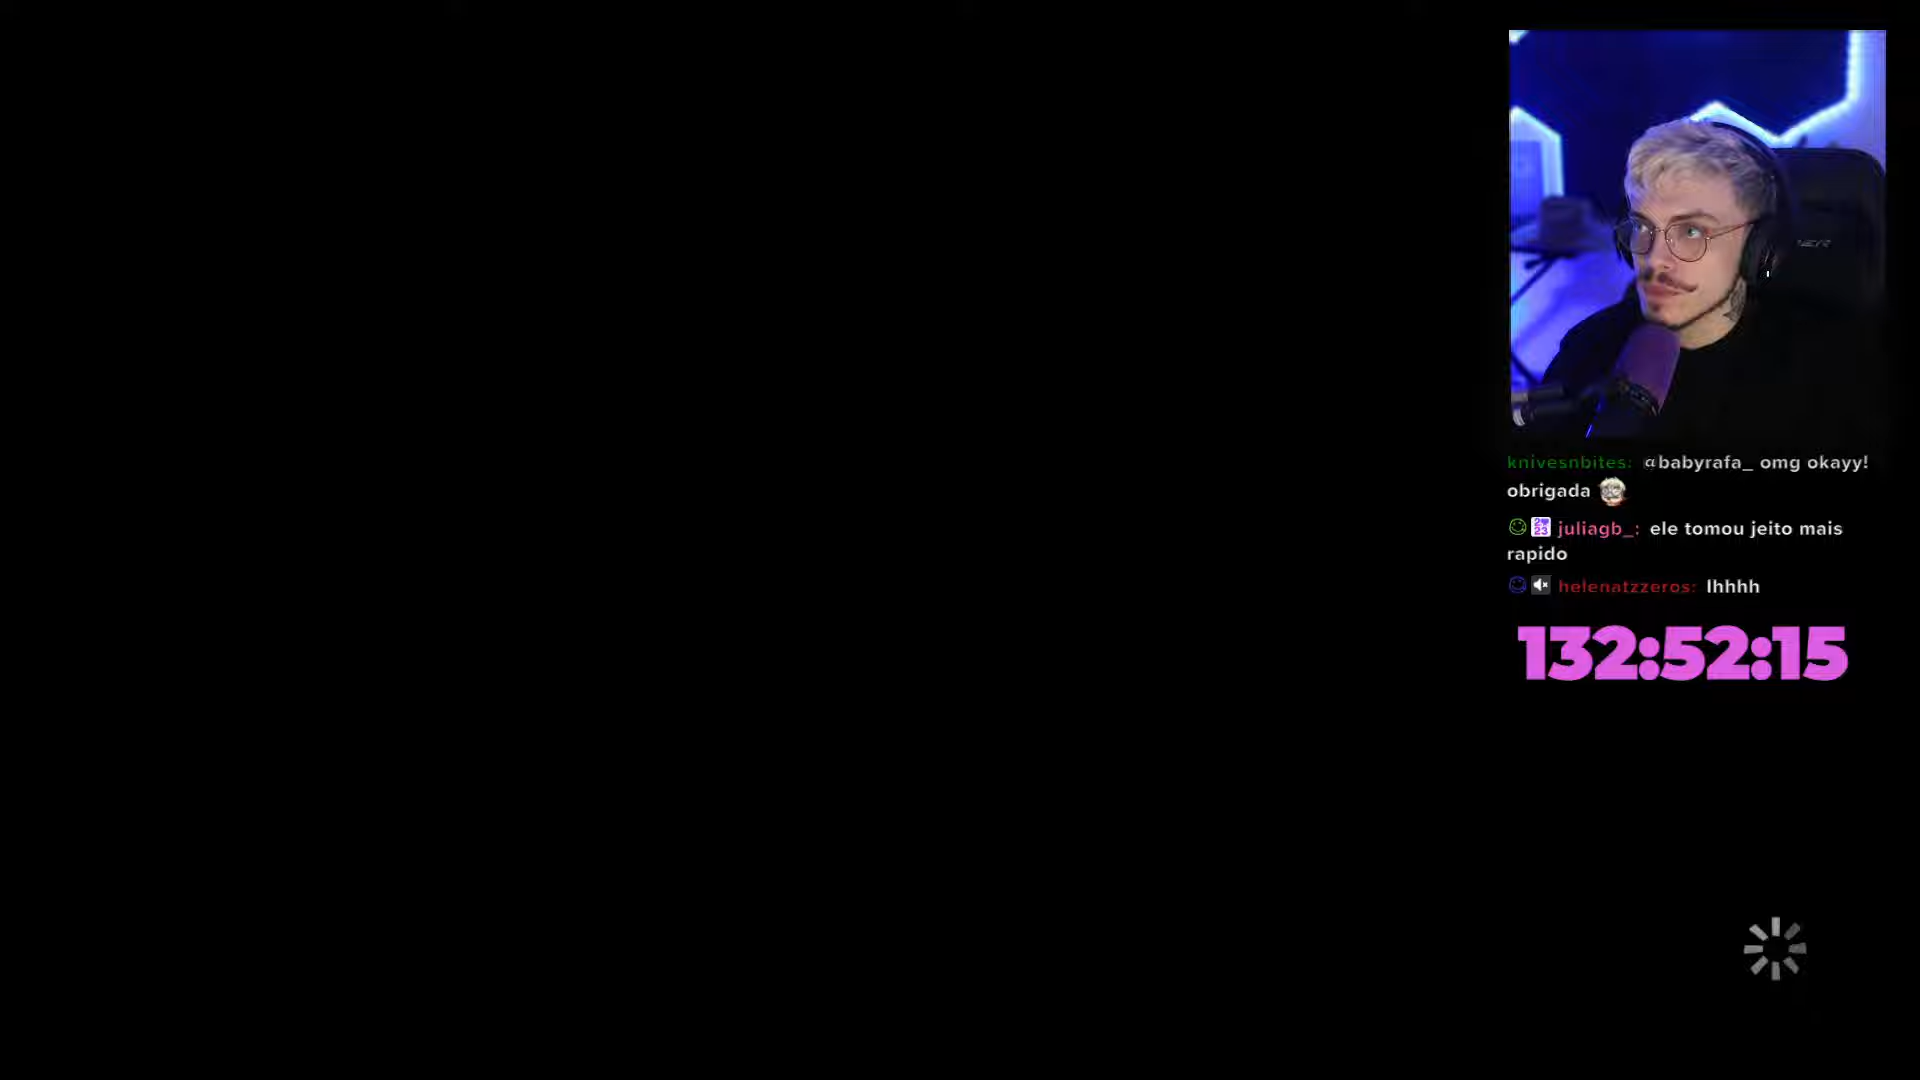 knivesnbites: @babyrafa_ omg okayy!
obrigada
juliagb_: ele tomou jeito mais
rapido
helenatzzeros: Ihhhh
132:52:15